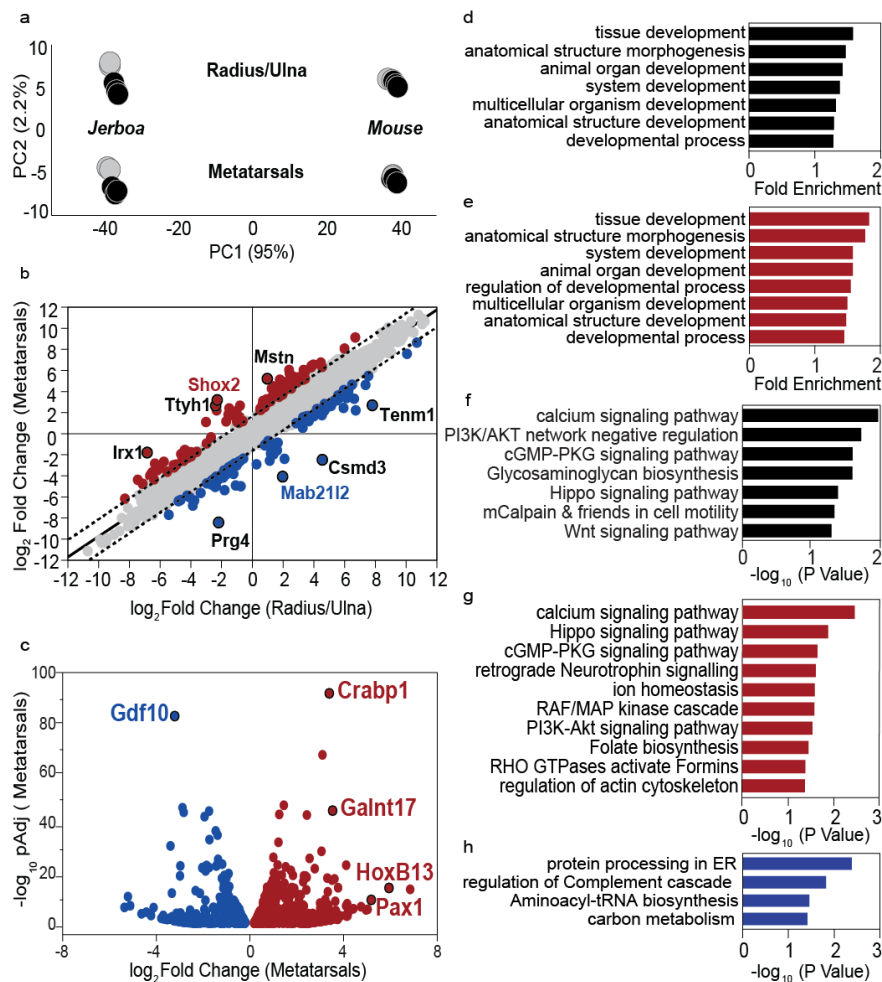 a
10
5
0
-5
-10
PC2 (2.2%)
Radius/Ulna
Jerboa
Mouse
Metatarsals
-40
-20
0
20
40
PC1 (95%)
b
12
10
8
6
4
2
0
-2
-4
-6
-8
-10
-12
log2 Fold Change (Metatarsals)
Mstn
Shox2
Ttyh1
Tenm1
Irx1
Csmd3
Mab21l2
Prg4
-12 -10 -8 -6 -4 -2 0 2 4 6 8 10 12
log2Fold Change (Radius/Ulna)
c
100
80
60
40
20
0
-log10 pAdj ( Metatarsals)
Crabp1
Gdf10
Galnt17
HoxB13
Pax1
-8
-4
0
4
8
log2Fold Change (Metatarsals)
d
tissue development
anatomical structure morphogenesis
animal organ development
system development
multicellular organism development
anatomical structure development
developmental process
0 1 2
Fold Enrichment
e
tissue development
anatomical structure morphogenesis
system development
animal organ development
regulation of developmental process
multicellular organism development
anatomical structure development
developmental process
0 1 2
Fold Enrichment
f
calcium signaling pathway
PI3K/AKT network negative regulation
cGMP-PKG signaling pathway
Glycosaminoglycan biosynthesis
Hippo signaling pathway
mCalpain & friends in cell motility
Wnt signaling pathway
0 1 2
-log10 (P Value)
g
calcium signaling pathway
Hippo signaling pathway
cGMP-PKG signaling pathway
retrograde Neurotrophin signalling
ion homeostasis
RAF/MAP kinase cascade
PI3K-Akt signaling pathway
Folate biosynthesis
RHO GTPases activate Formins
regulation of actin cytoskeleton
0 1 2 3
-log10 (P Value)
h
protein processing in ER
regulation of Complement cascade
Aminoacyl-tRNA biosynthesis
carbon metabolism
0 1 2 3
-log10 (P Value)